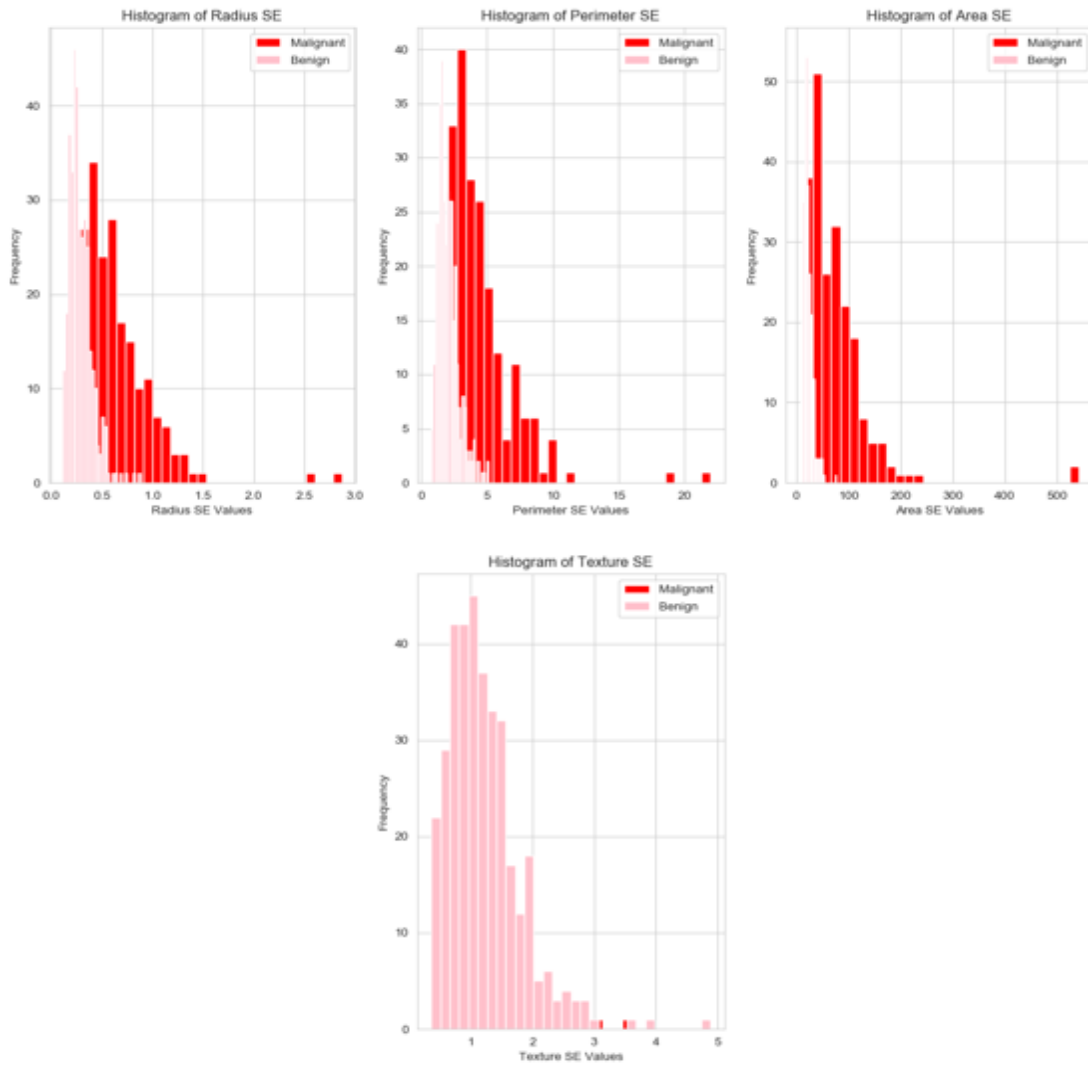 Histogram of Radius SE
Malignant
Benign
Frequency
40
30
20
10
0
0.0 0.5 1.0 1.5 2.0 2.5 3.0
Radius SE Values
Histogram of Perimeter SE
Malignant
Benign
Frequency
40
35
30
25
20
15
10
5
0
0 5 10 15 20
Perimeter SE Values
Histogram of Area SE
Malignant
Benign
Frequency
50
40
30
20
10
0
0 100 200 300 400 500
Area SE Values
Histogram of Texture SE
Malignant
Benign
Frequency
40
30
20
10
0
1 2 3 4 5
Texture SE Values